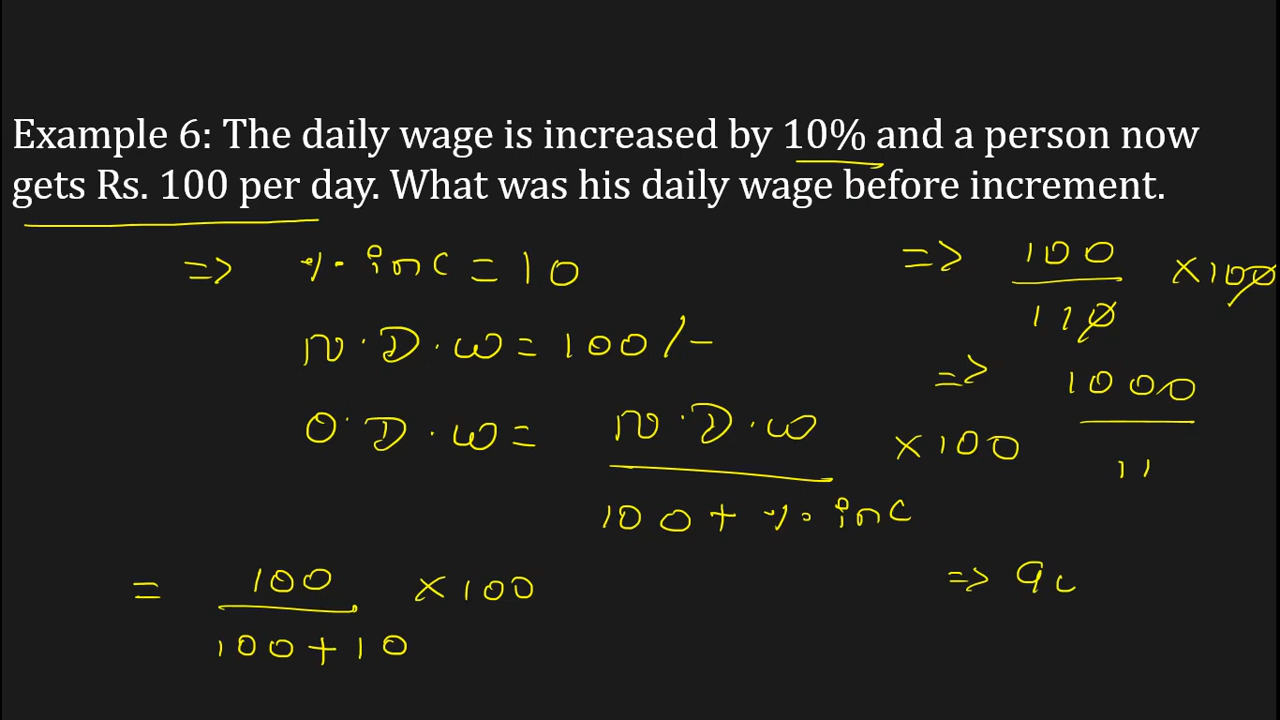 Example 6: The daily wage is increased by 10% and a person now
gets Rs. 100 per day. What was his daily wage before increment.
=> %. inc = 10
N.D.W = 100/-
O.D.W = N.D.W / 100 + %. inc × 100
= 100 / 100 + 10 × 100
=> 100 / 110 × 100
=> 1000 / 11
=> 90